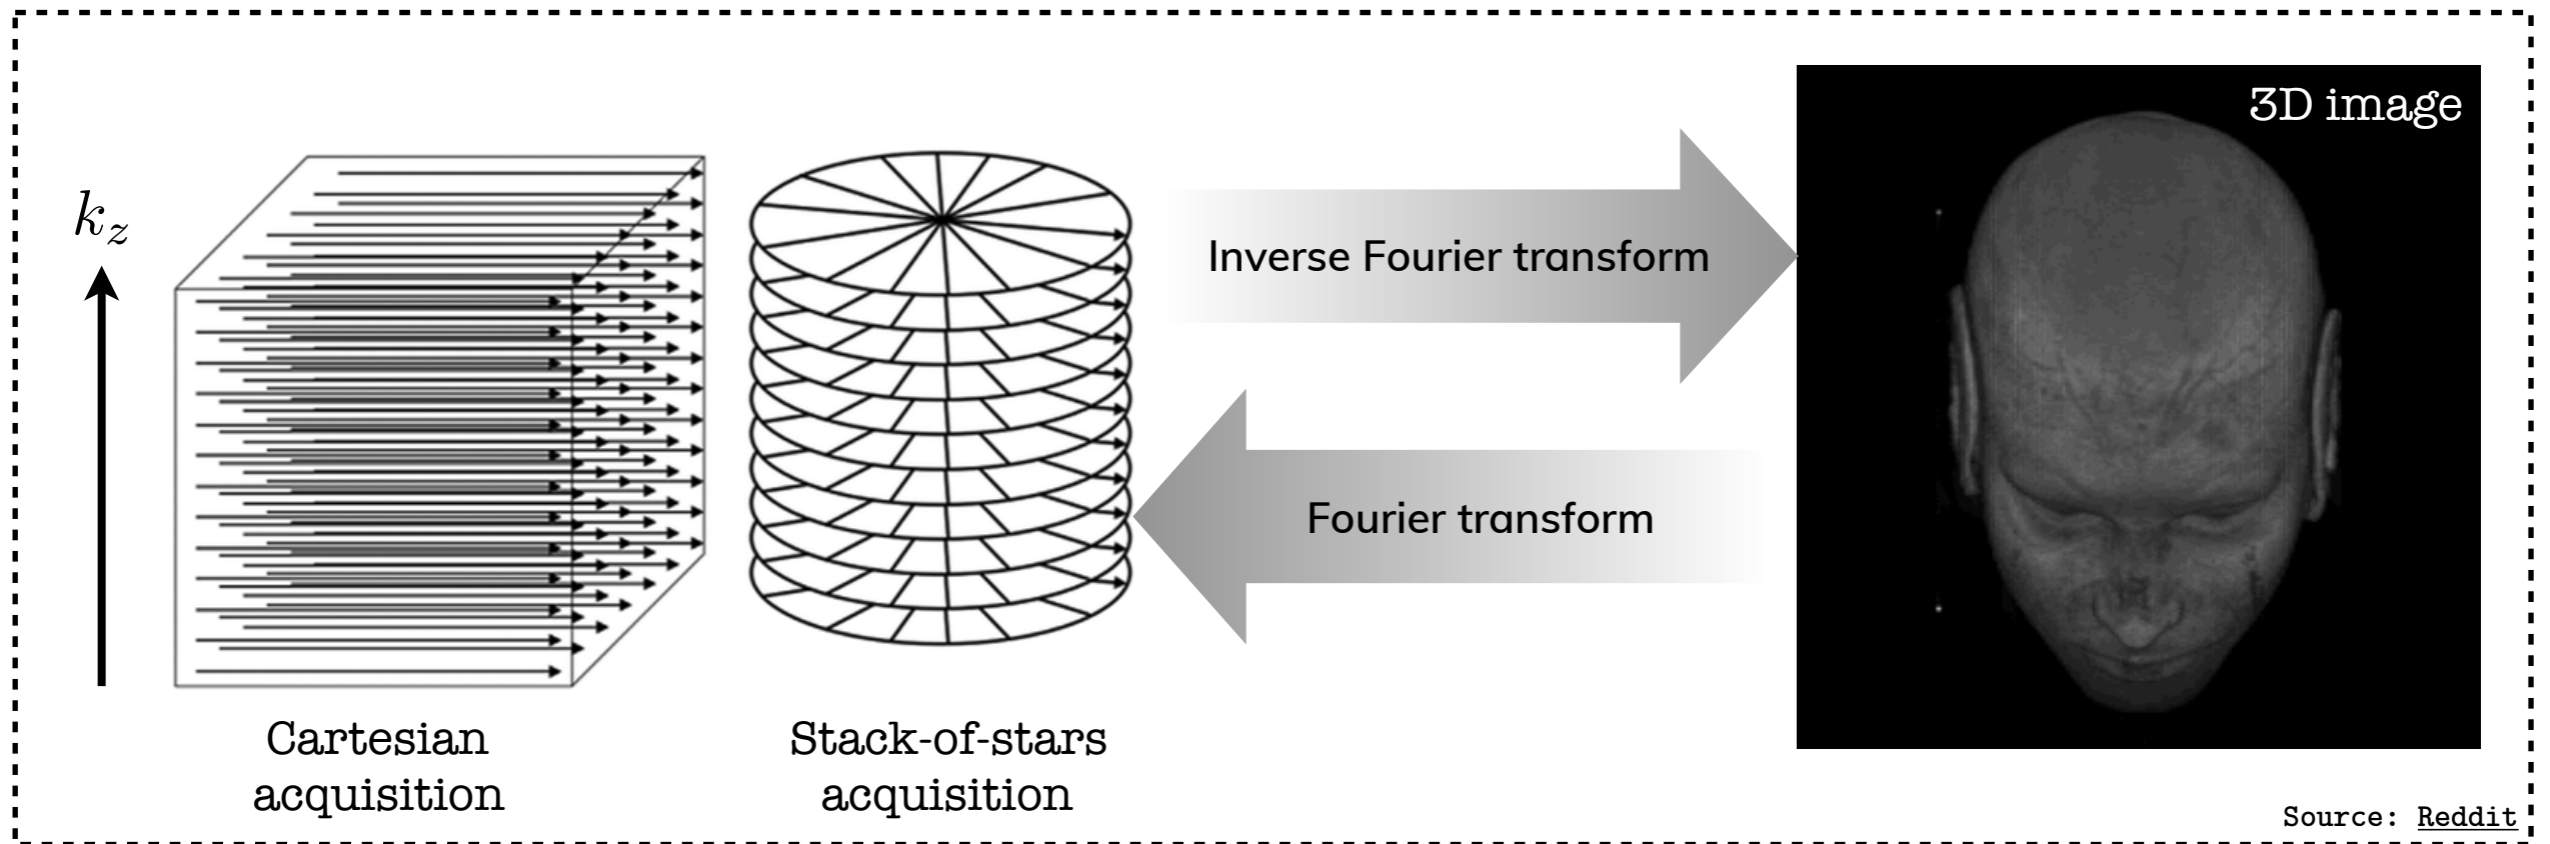 3D image
k_z
Inverse Fourier transform
Fourier transform
Cartesian
acquisition
Stack-of-stars
acquisition
Source: Reddit